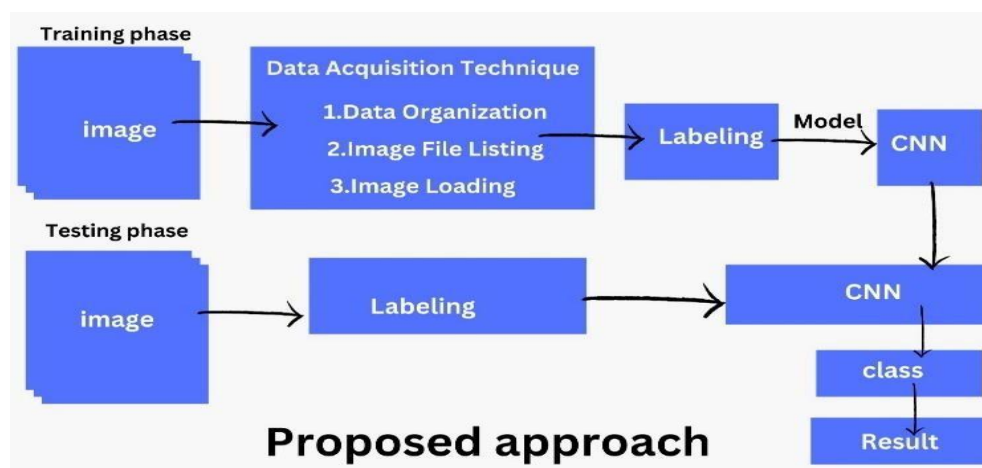 Training phase
image
Data Acquisition Technique
1.Data Organization
2.Image File Listing
3.Image Loading
Labeling
Model
CNN
Testing phase
image
Labeling
CNN
class
Result
Proposed approach